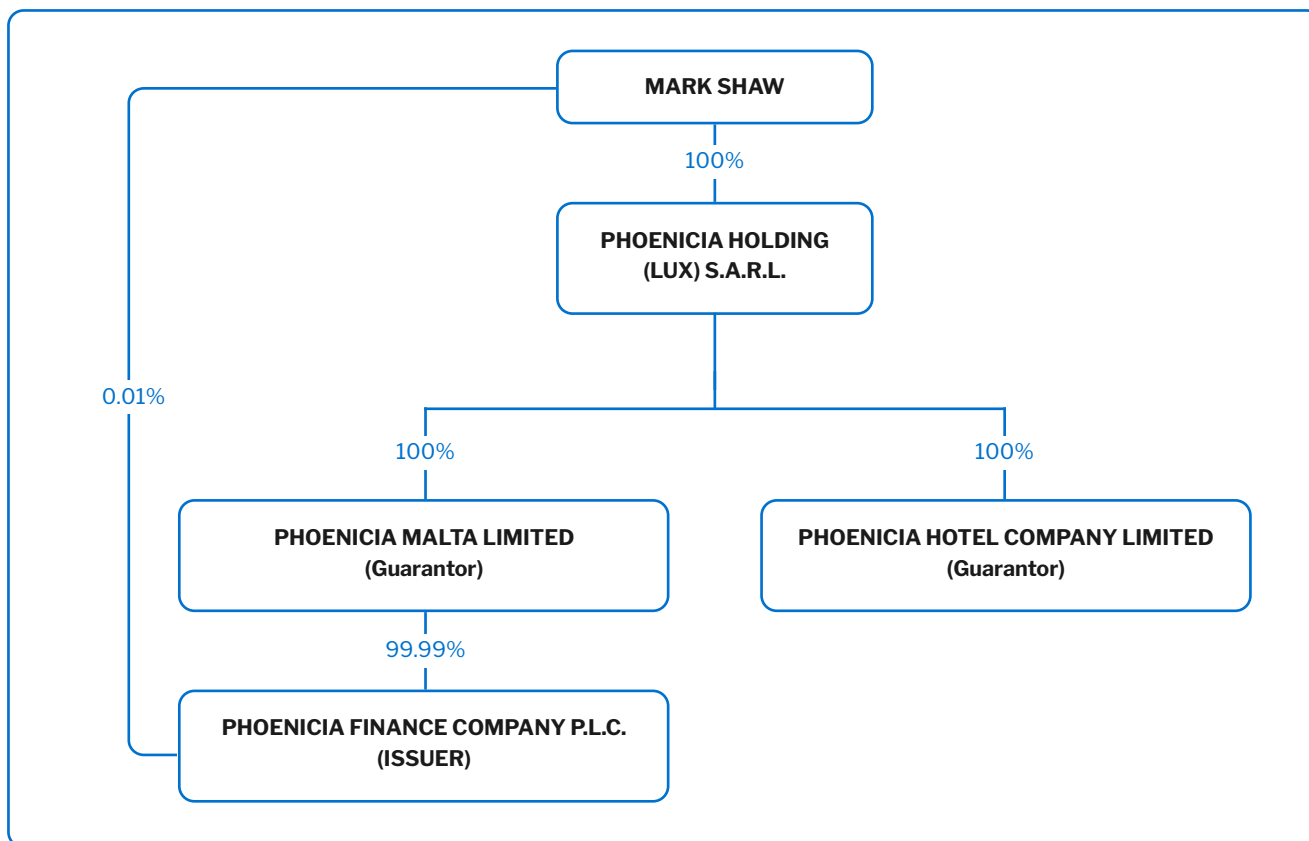 MARK SHAW
100%
PHOENICIA HOLDING
(LUX) S.A.R.L.
0.01%
100%
100%
PHOENICIA MALTA LIMITED
(Guarantor)
PHOENICIA HOTEL COMPANY LIMITED
(Guarantor)
99.99%
PHOENICIA FINANCE COMPANY P.L.C.
(ISSUER)